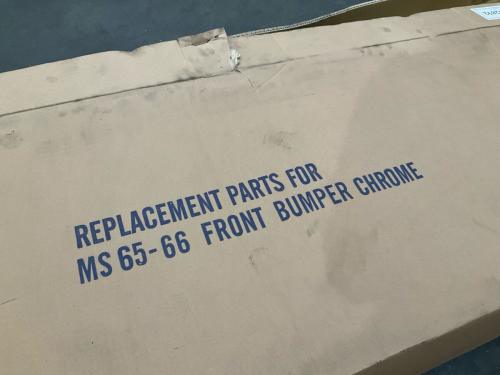 REPLACEMENT PARTS FOR
MS 65-66 FRONT BUMPER CHROME